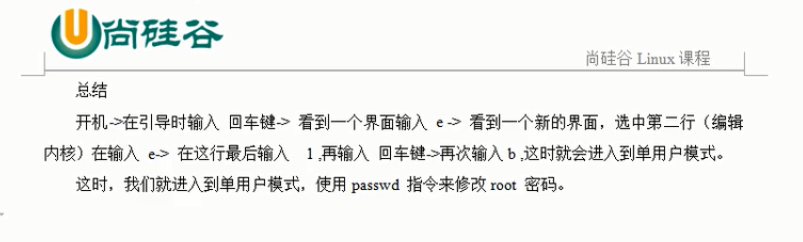 尚硅谷
尚硅谷 Linux 课程
总结
开机->在引导时输入 回车键-> 看到一个界面输入 e -> 看到一个新的界面，选中第二行（编辑
内核）在输入 e-> 在这行最后输入 1 ,再输入 回车键->再次输入 b ,这时就会进入到单用户模式。
这时，我们就进入到单用户模式，使用 passwd 指令来修改 root 密码。